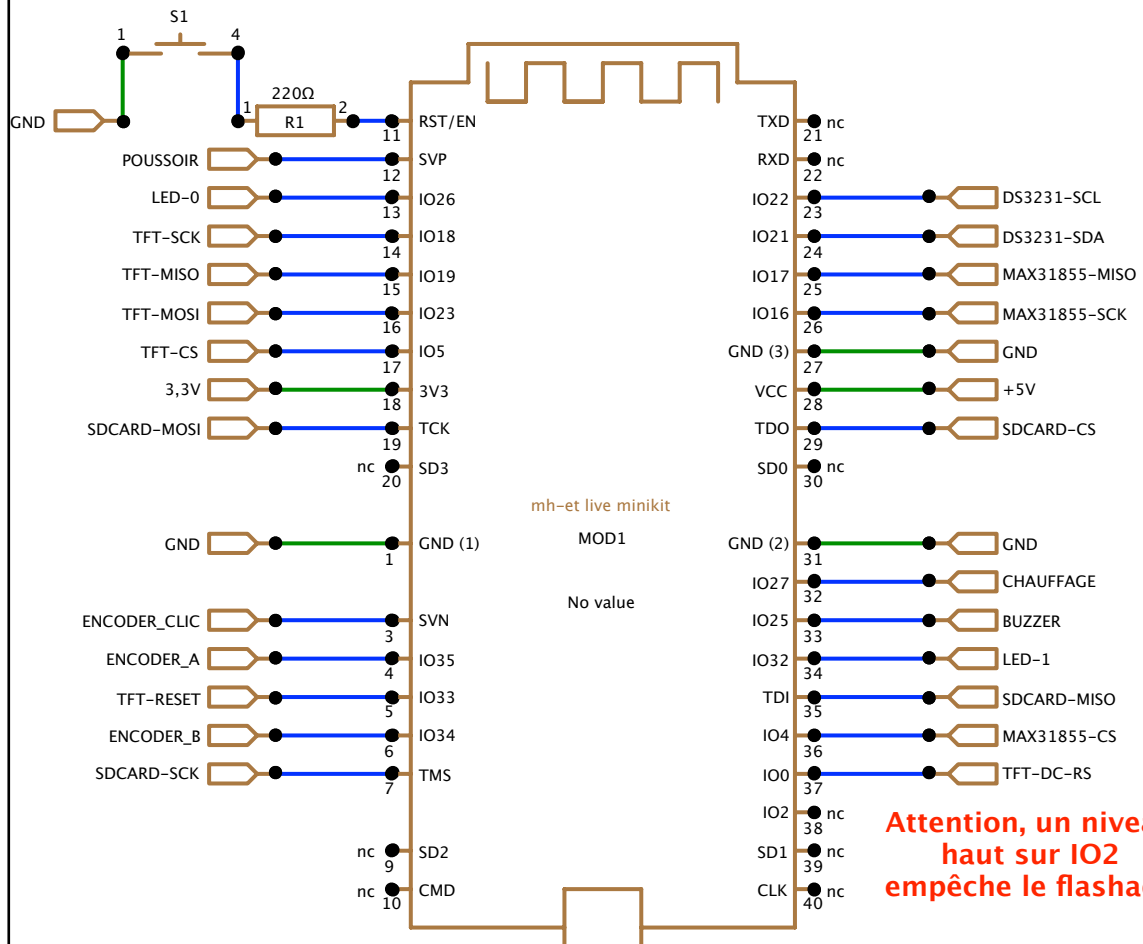 S1
1
4
GND
1
220Ω
2
R1
RST/EN
11
POUSSOIR
SVP
12
LED-0
IO26
13
TFT-SCK
IO18
14
TFT-MISO
IO19
15
TFT-MOSI
IO23
16
TFT-CS
IO5
17
3,3V
3V3
18
SDCARD-MOSI
TCK
19
nc
SD3
20
GND
GND (1)
1
ENCODER_CLIC
SVN
3
ENCODER_A
IO35
4
TFT-RESET
IO33
5
ENCODER_B
IO34
6
SDCARD-SCK
TMS
7
nc
SD2
9
nc
CMD
10
mh-et live minikit
MOD1
No value
TXD
nc
21
RXD
nc
22
IO22
DS3231-SCL
23
IO21
DS3231-SDA
24
IO17
MAX31855-MISO
25
IO16
MAX31855-SCK
26
GND (3)
GND
27
VCC
+5V
28
TDO
SDCARD-CS
29
SD0
nc
30
GND (2)
GND
31
IO27
CHAUFFAGE
32
IO25
BUZZER
33
IO32
LED-1
34
TDI
SDCARD-MISO
35
IO4
MAX31855-CS
36
IO0
TFT-DC-RS
37
IO2
nc
38
SD1
nc
39
CLK
nc
40
Attention, un
haut sur IO2
empêche le